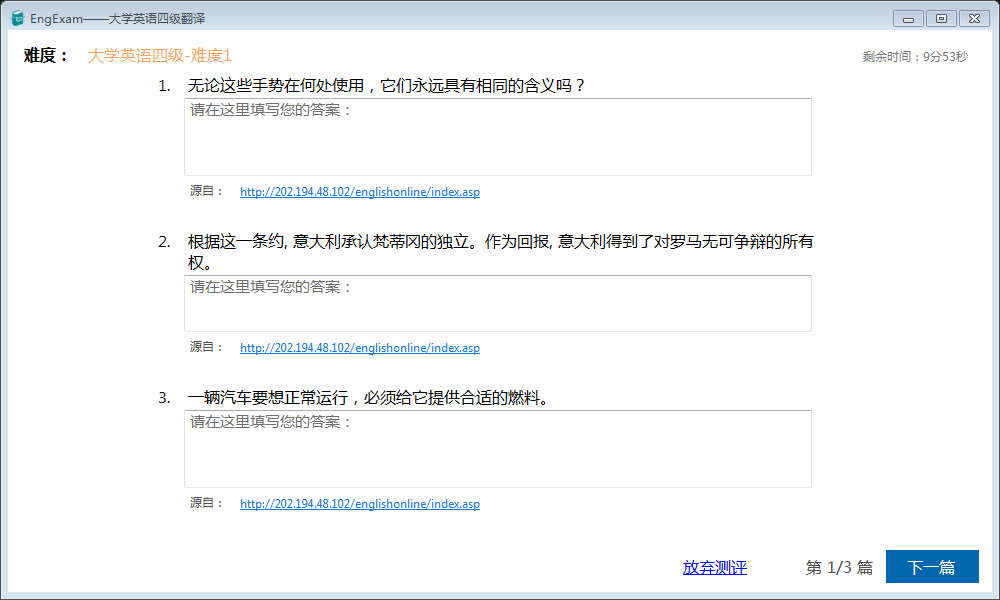 EngExam——大学英语四级翻译
难度： 大学英语四级-难度1 剩余时间：9分53秒
1. 无论这些手势在何处使用，它们永远具有相同的含义吗？
请在这里填写您的答案：
源自： http://202.194.48.102/englishonline/index.asp
2. 根据这一条约, 意大利承认梵蒂冈的独立。作为回报, 意大利得到了对罗马无可争辩的所有
权。
请在这里填写您的答案：
源自： http://202.194.48.102/englishonline/index.asp
3. 一辆汽车要想正常运行，必须给它提供合适的燃料。
请在这里填写您的答案：
源自： http://202.194.48.102/englishonline/index.asp
放弃测评 第 1/3 篇 下一篇